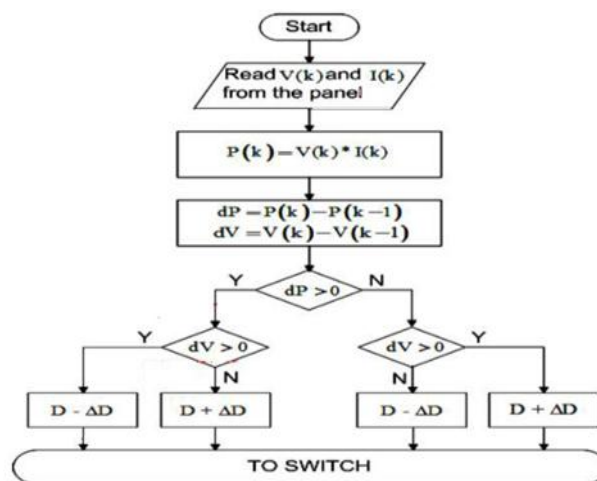 Start
Read V(k) and I(k)
from the panel
P(k)=V(k)*I(k)
dP =P(k)-P(k-1)
dV =V(k)-V(k-1)
Y
N
dP >0
Y
dV >0
N
dV >0
Y
N
D - ΔD
D + ΔD
D - ΔD
D + ΔD
TO SWITCH